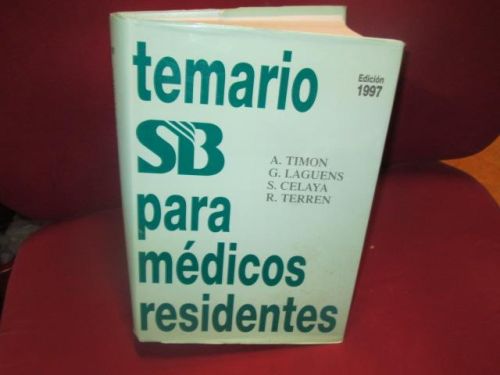 temario
SB
para
médicos
residentes
Edición
1997
A. TIMON
G. LAGUENS
S. CELAYA
R. TERREN